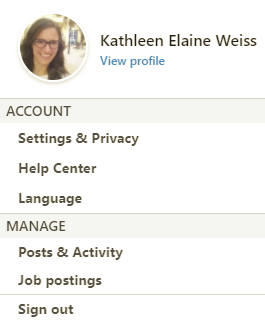 Kathleen Elaine Weiss
View profile
ACCOUNT
Settings & Privacy
Help Center
Language
MANAGE
Posts & Activity
Job postings
Sign out